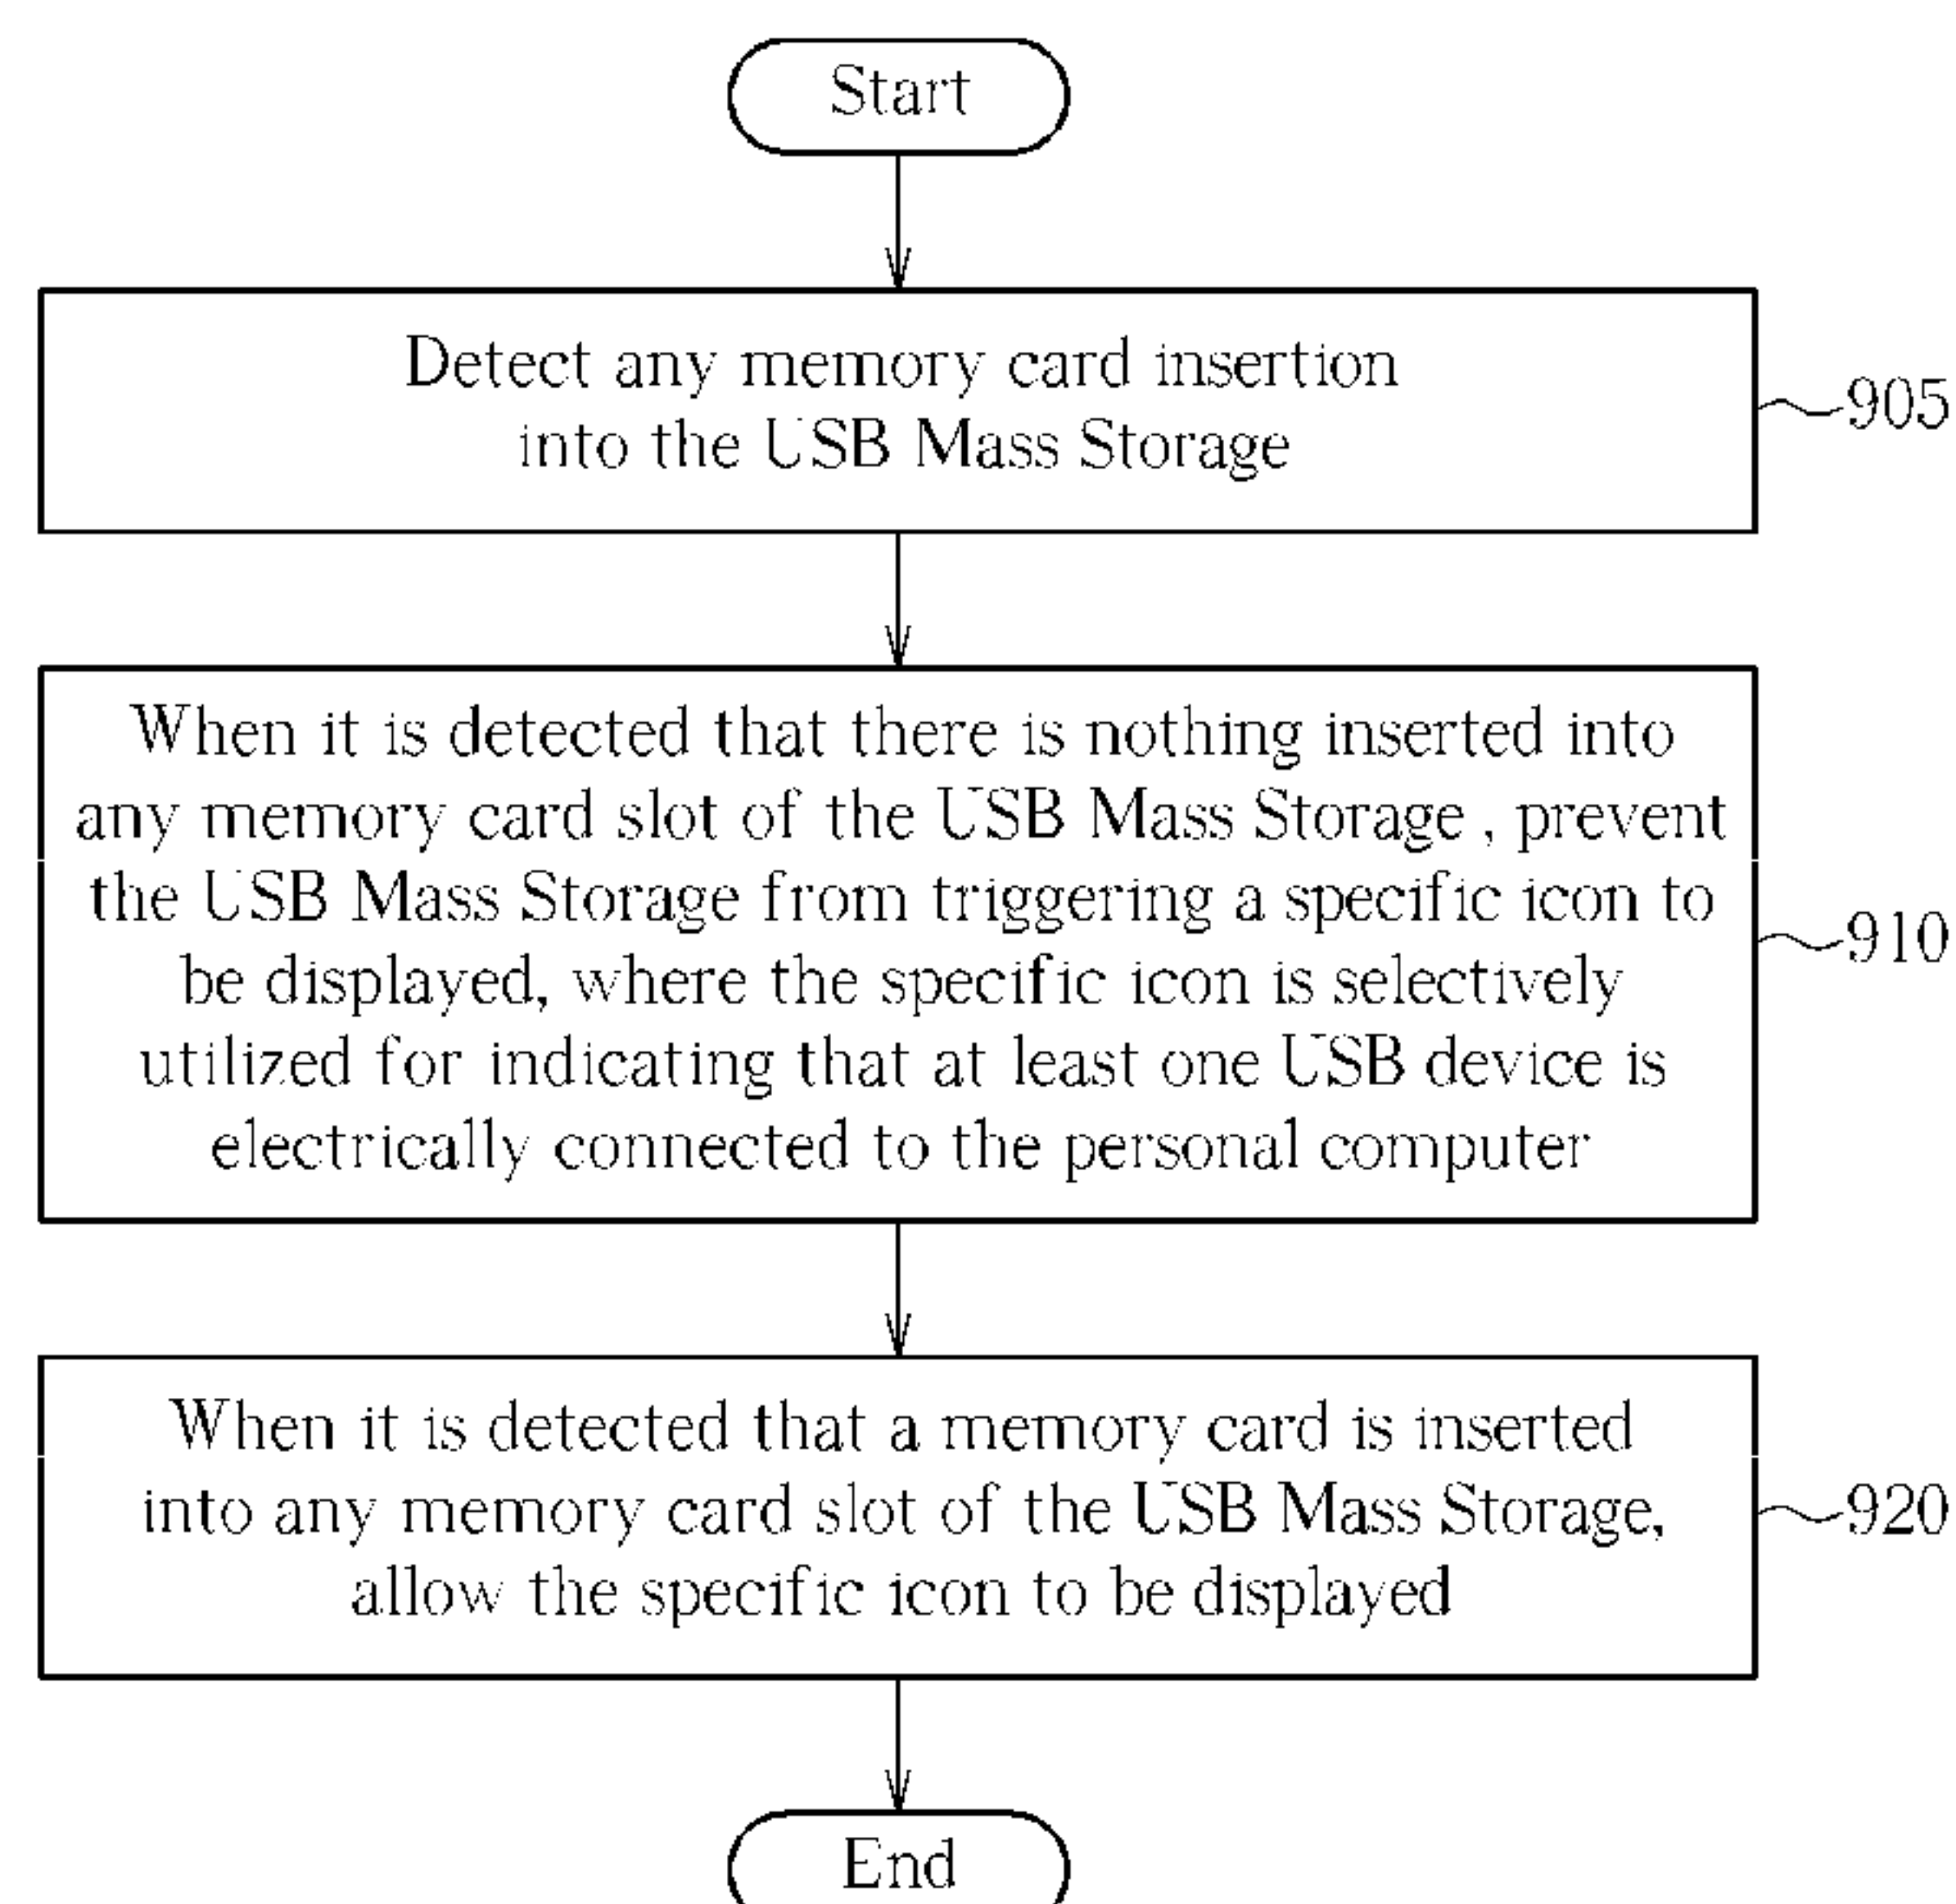 Start
Detect any memory card insertion
into the USB Mass Storage
905
When it is detected that there is nothing inserted into
any memory card slot of the USB Mass Storage , prevent
the USB Mass Storage from triggering a specific icon to
be displayed, where the specific icon is selectively
utilized for indicating that at least one USB device is
electrically connected to the personal computer
910
When it is detected that a memory card is inserted
into any memory card slot of the USB Mass Storage,
allow the specific icon to be displayed
920
End